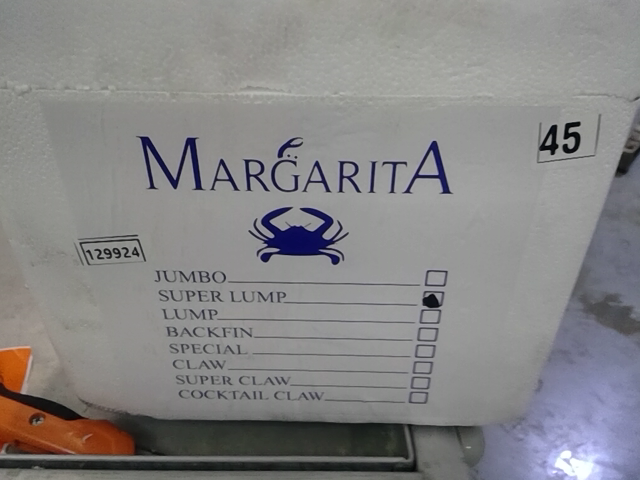 45
MARGARITA
129924
JUMBO
SUPER LUMP
LUMP
BACKFIN
SPECIAL
CLAW
SUPER CLAW
COCKTAIL CLAW